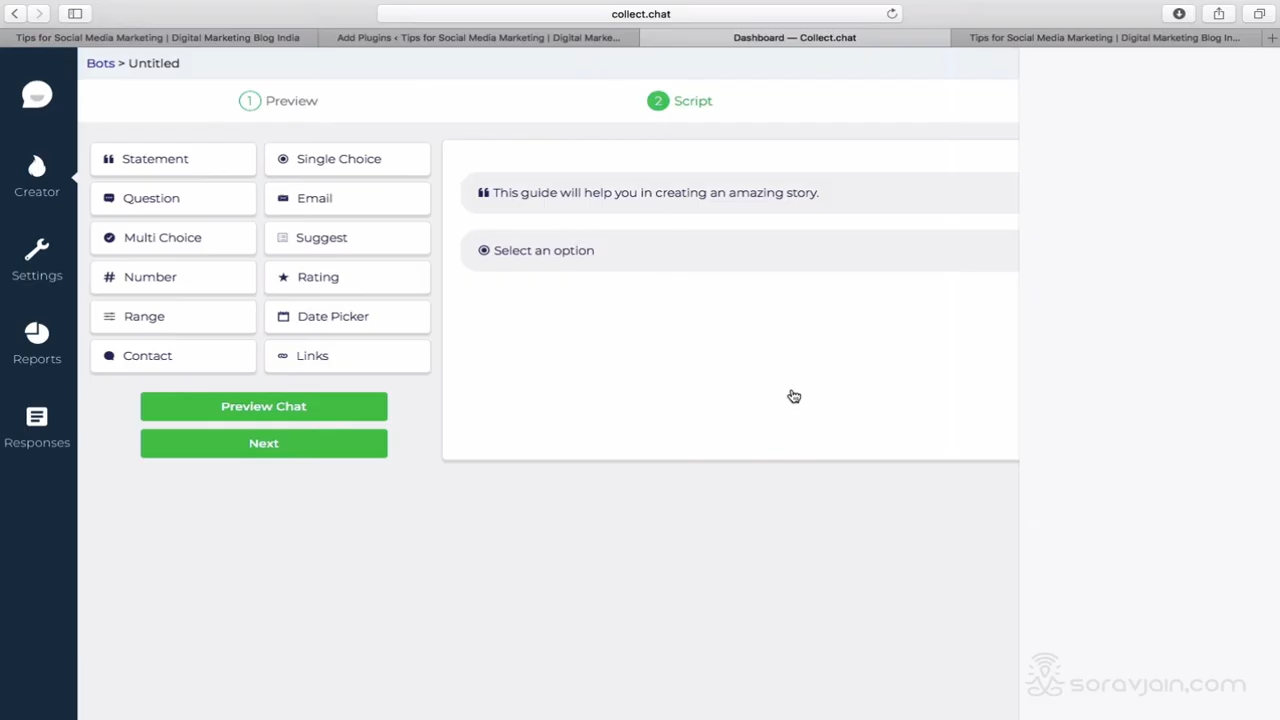 collect.chat
Tips for Social Media Marketing | Digital Marketing Blog India
Add Plugins ‹ Tips for Social Media Marketing | Digital Marke...
Dashboard — Collect.chat
Tips for Social Media Marketing | Digital Marketing Blog In...
Bots > Untitled
1 Preview
2 Script
Creator
Settings
Reports
Responses
Statement
Single Choice
Question
Email
Multi Choice
Suggest
Number
Rating
Range
Date Picker
Contact
Links
Preview Chat
Next
This guide will help you in creating an amazing story.
Select an option
soravjain.com